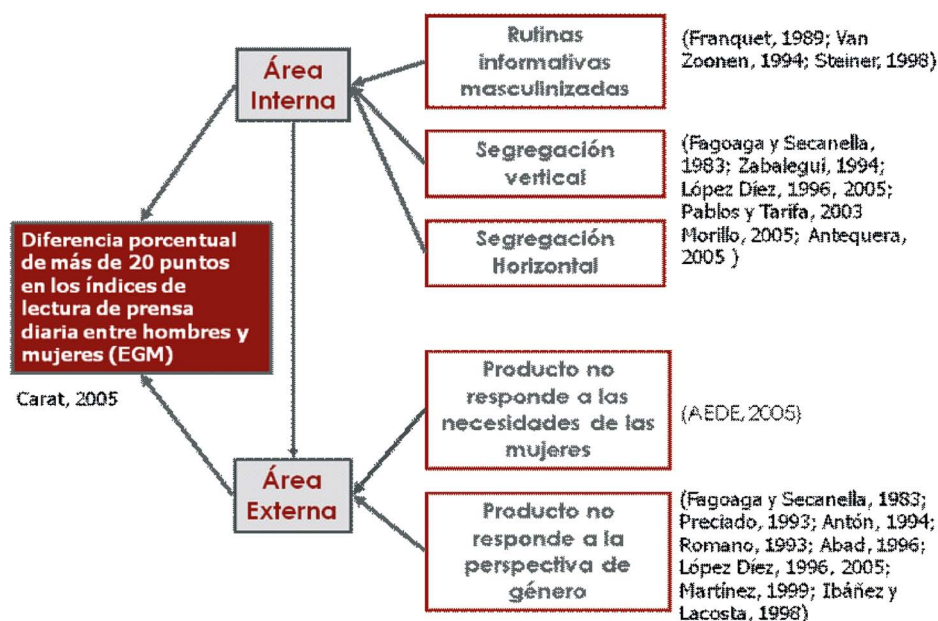 Área
Interna
Rutinas
informativas
masculinizadas
(Franquet, 1989; Van
Zoonen, 1994; Steiner, 1998)
Segregación
vertical
(Fagoaga y Secanella,
1983; Zabalegui, 1994;
López Díez, 1996, 2005;
Pablos y Tarifa, 2003
Morillo, 2005; Antequera,
2005 )
Segregación
Horizontal
Diferencia porcentual
de más de 20 puntos
en los índices de
lectura de prensa
diaria entre hombres y
mujeres (EGM)
Carat, 2005
Producto no
responde a las
necesidades de las
mujeres
(AEDE, 2005)
Área
Externa
Producto no
responde a la
perspectiva de
género
(Fagoaga y Secanella, 1983;
Preciado, 1993; Antón, 1994;
Romano, 1993; Abad, 1996;
López Díez, 1996, 2005;
Martínez, 1999; Ibáñez y
Lacosta, 1998)